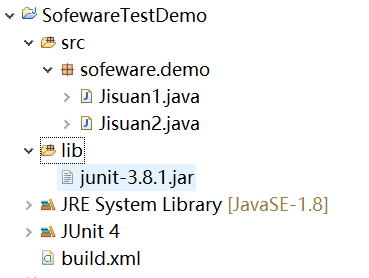 SofewareTestDemo
src
sofeware.demo
Jisuan1.java
Jisuan2.java
lib
junit-3.8.1.jar
JRE System Library [JavaSE-1.8]
JUnit 4
build.xml